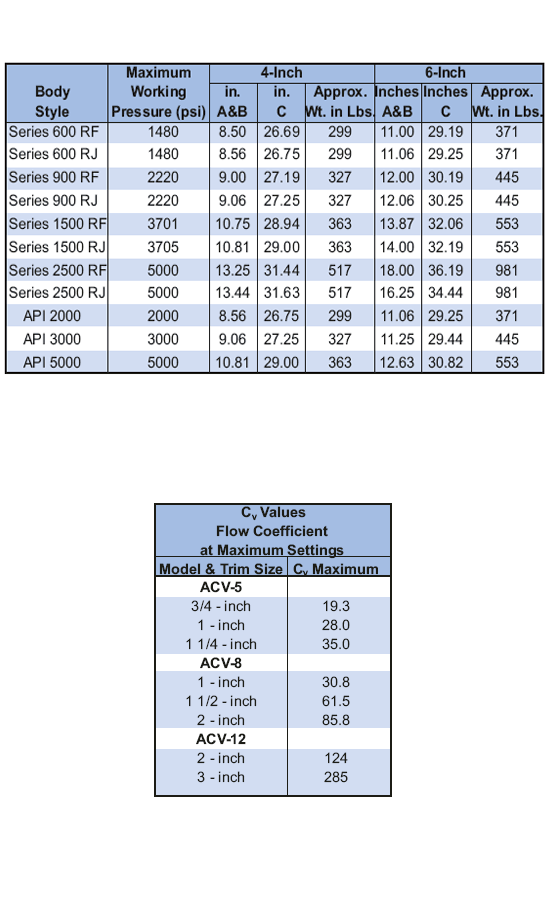 Maximum 4-Inch 6-Inch
Body Working in. in. Approx. Inches Inches Approx.
Style Pressure (psi) A&B C Wt. in Lbs. A&B C Wt. in Lbs.
Series 600 RF 1480 8.50 26.69 299 11.00 29.19 371
Series 600 RJ 1480 8.56 26.75 299 11.06 29.25 371
Series 900 RF 2220 9.00 27.19 327 12.00 30.19 445
Series 900 RJ 2220 9.06 27.25 327 12.06 30.25 445
Series 1500 RF 3701 10.75 28.94 363 13.87 32.06 553
Series 1500 RJ 3705 10.81 29.00 363 14.00 32.19 553
Series 2500 RF 5000 13.25 31.44 517 18.00 36.19 981
Series 2500 RJ 5000 13.44 31.63 517 16.25 34.44 981
API 2000 2000 8.56 26.75 299 11.06 29.25 371
API 3000 3000 9.06 27.25 327 11.25 29.44 445
API 5000 5000 10.81 29.00 363 12.63 30.82 553
Cv Values
Flow Coefficient
at Maximum Settings
Model & Trim Size Cv Maximum
ACV-5
3/4 - inch 19.3
1 - inch 28.0
1 1/4 - inch 35.0
ACV-8
1 - inch 30.8
1 1/2 - inch 61.5
2 - inch 85.8
ACV-12
2 - inch 124
3 - inch 285